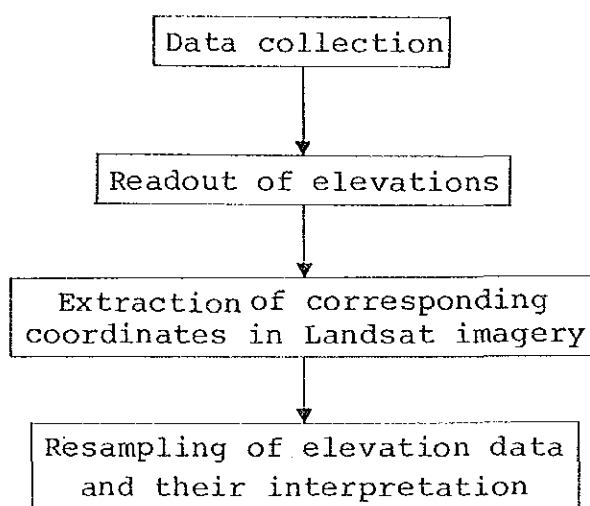 Data collection
Readout of elevations
Extraction of corresponding
coordinates in Landsat imagery
Resampling of elevation data
and their interpretation